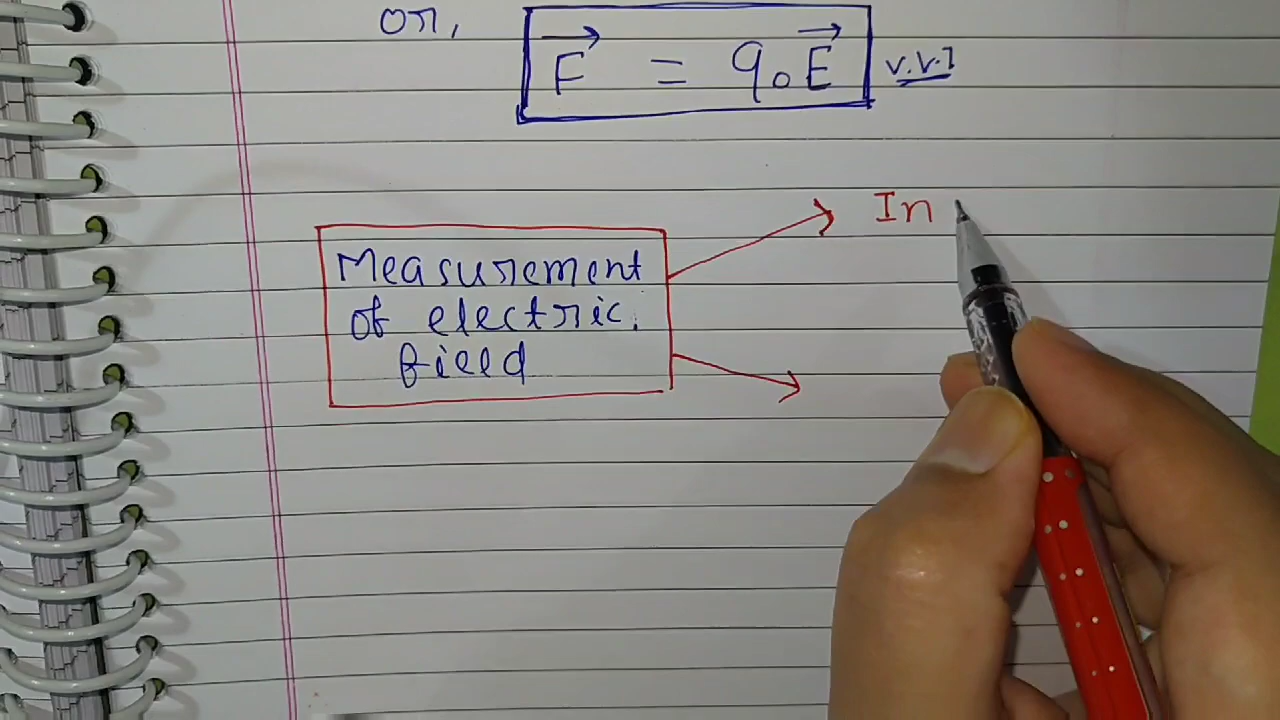 or,
F = q₀E v.v.I
In
Measurement
of electric
field